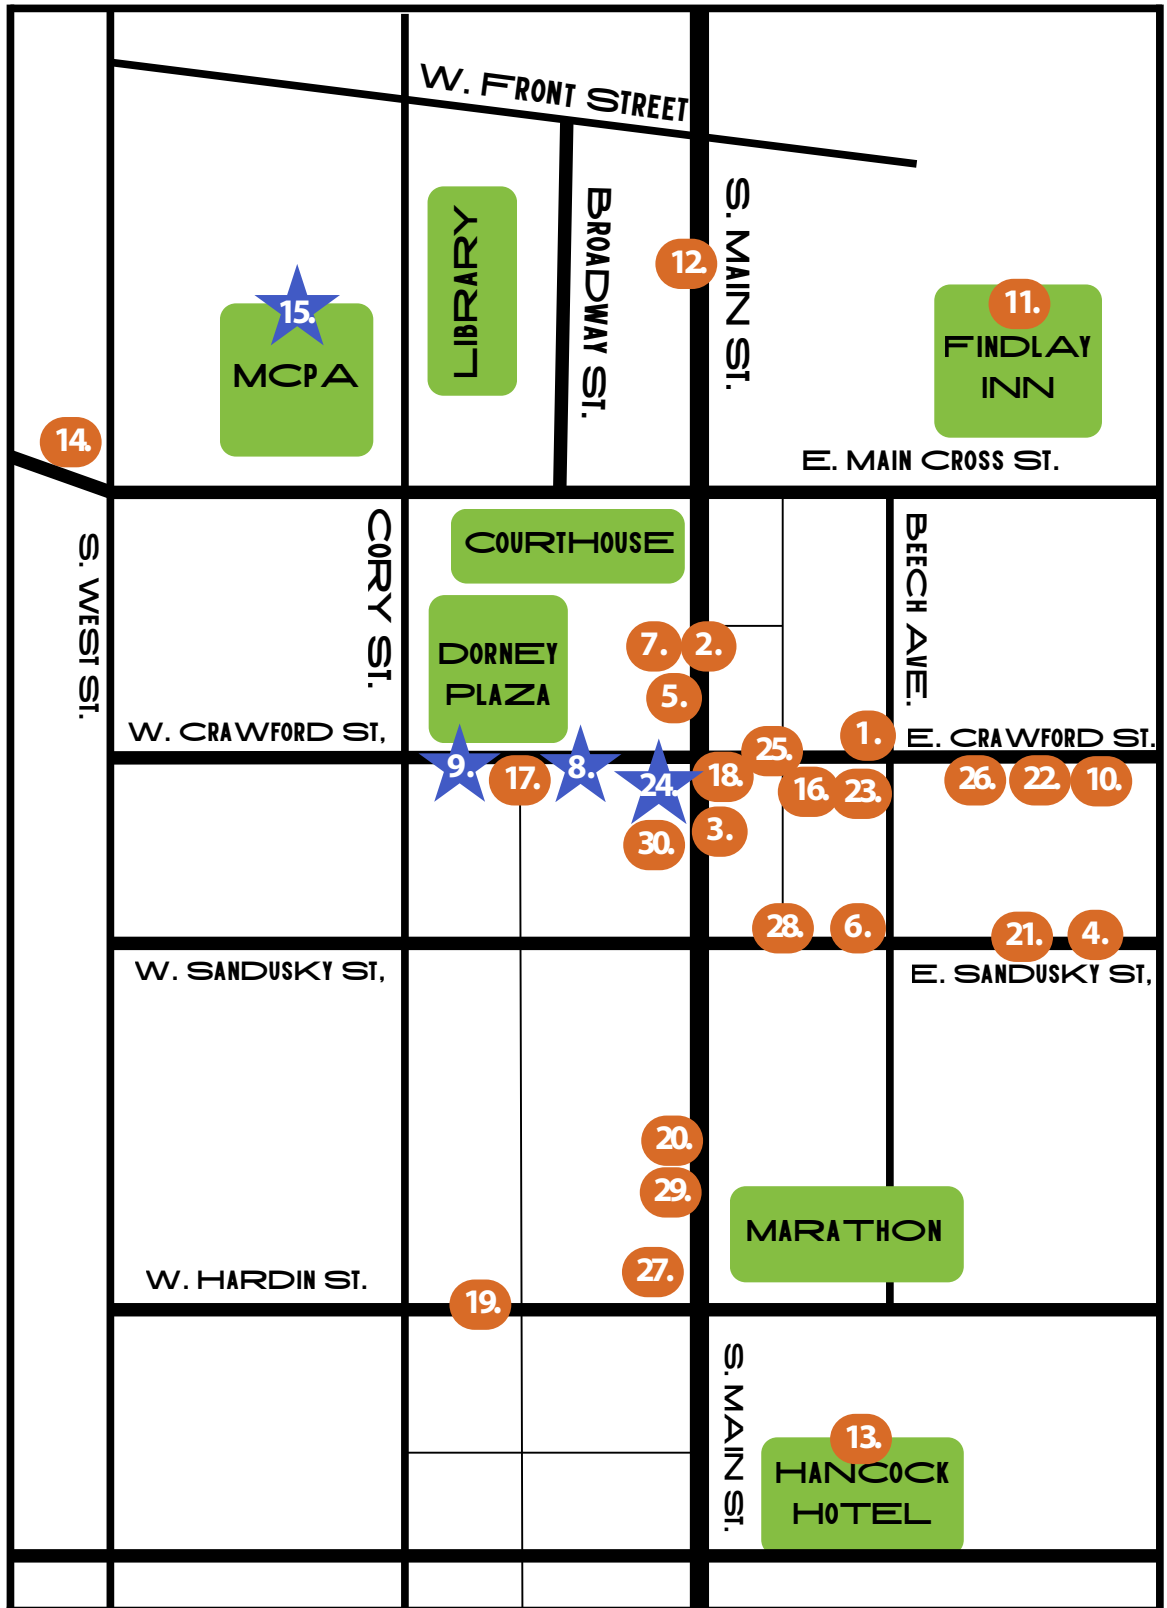 W. FRONT STREET
LIBRARY
BROADWAY ST.
S. MAIN ST.
12.
11.
FINDLAY
INN
15.
MCPA
14.
E. MAIN CROSS ST.
S. WEST ST.
CORY ST.
COURTHOUSE
BEECH AVE.
DORNEY
PLAZA
7.
2.
5.
W. CRAWFORD ST,
1.
E. CRAWFORD ST.
9.
17.
8.
24.
18.
25.
16.
23.
26.
22.
10.
30.
3.
28.
6.
21.
4.
W. SANDUSKY ST,
E. SANDUSKY ST,
20.
29.
27.
MARATHON
W. HARDIN ST.
19.
S. MAIN ST.
13.
HANCOCK
HOTEL